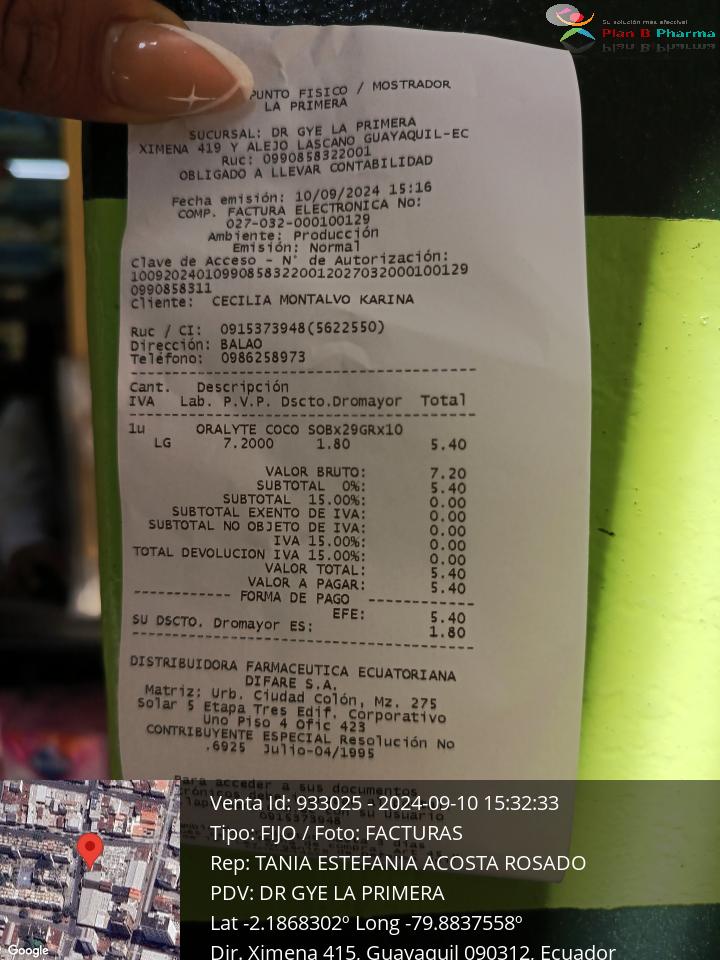 Su solución más efectiva!
Plan B Pharma
PUNTO FISICO / MOSTRADOR
LA PRIMERA
SUCURSAL: DR GYE LA PRIMERA
XIMENA 419 Y ALEJO LASCANO GUAYAQUIL-EC
Ruc: 0990858322001
OBLIGADO A LLEVAR CONTABILIDAD
Fecha emisión: 10/09/2024 15:16
COMP. FACTURA ELECTRONICA No:
027-032-000100129
Ambiente: Producción
Emisión: Normal
Clave de Acceso - N° de Autorización:
100920240109908583220012027032000100129
0990858311
Cliente: CECILIA MONTALVO KARINA
Ruc / CI: 0915373948(5622550)
Dirección: BALAO
Teléfono: 0986258973
Cant. Descripción
IVA Lab. P.V.P. Dscto.Dromayor Total
1u ORALYTE COCO SOBx29GRx10
LG 7.2000 1.80 5.40
VALOR BRUTO: 7.20
SUBTOTAL 0%: 5.40
SUBTOTAL 15.00%: 0.00
SUBTOTAL EXENTO DE IVA: 0.00
SUBTOTAL NO OBJETO DE IVA: 0.00
IVA 15.00%: 0.00
TOTAL DEVOLUCION IVA 15.00%: 0.00
VALOR TOTAL: 5.40
VALOR A PAGAR: 5.40
------------ FORMA DE PAGO -------------
EFE: 5.40
SU DSCTO. Dromayor ES: 1.80
DISTRIBUIDORA FARMACEUTICA ECUATORIANA
DIFARE S.A.
Matriz: Urb. Ciudad Colón, Mz. 275
Solar 5 Etapa Tres Edif. Corporativo
Uno Piso 4 Ofic 423
CONTRIBUYENTE ESPECIAL Resolución No
.6925 Julio-04/1995
Para acceder a sus documentos
su usuario
0915373948
Venta Id: 933025 - 2024-09-10 15:32:33
Tipo: FIJO / Foto: FACTURAS
Rep: TANIA ESTEFANIA ACOSTA ROSADO
PDV: DR GYE LA PRIMERA
Lat -2.1868302º Long -79.8837558º
Dir. Ximena 415, Guayaquil 090312, Ecuador
Google